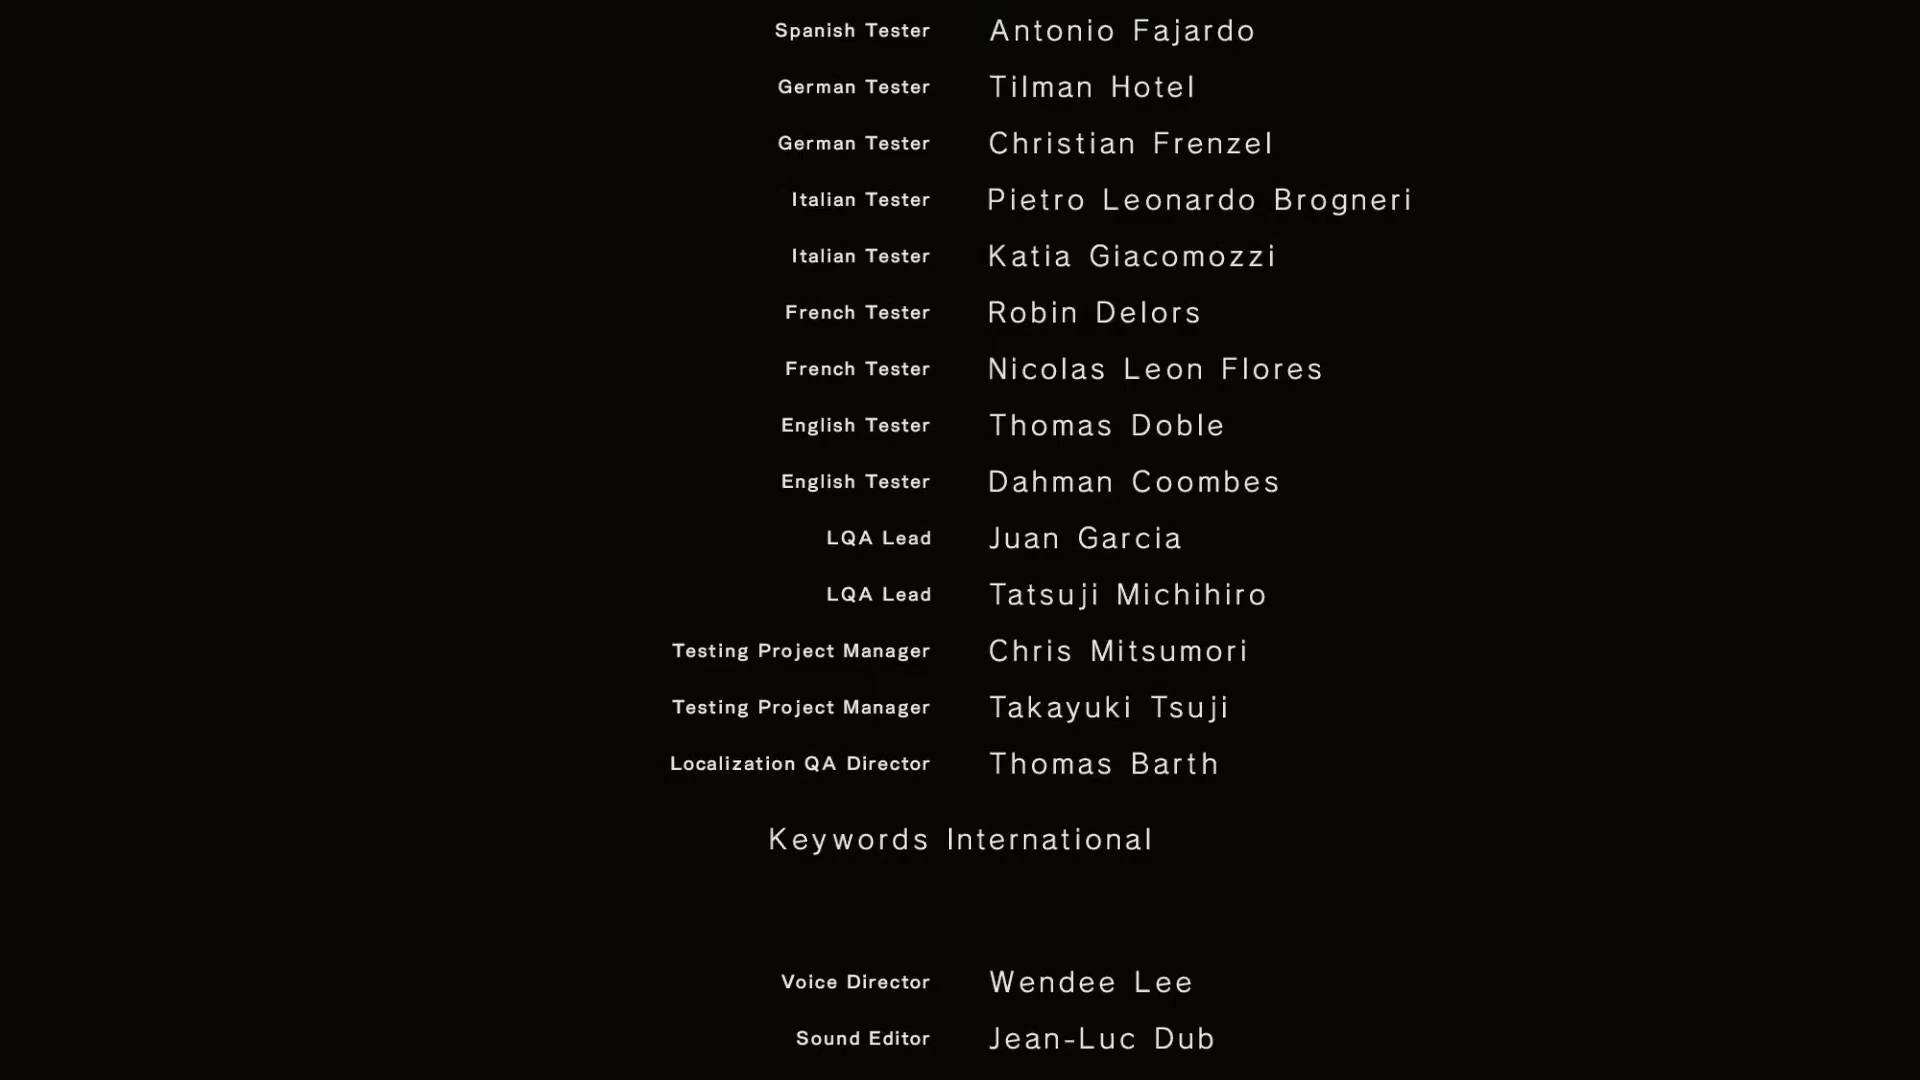 Spanish Tester Antonio Fajardo
German Tester Tilman Hotel
German Tester Christian Frenzel
Italian Tester Pietro Leonardo Brogneri
Italian Tester Katia Giacomozzi
French Tester Robin Delors
French Tester Nicolas Leon Flores
English Tester Thomas Doble
English Tester Dahman Coombes
LQA Lead Juan Garcia
LQA Lead Tatsuji Michihiro
Testing Project Manager Chris Mitsumori
Testing Project Manager Takayuki Tsuji
Localization QA Director Thomas Barth
Keywords International
Voice Director Wendee Lee
Sound Editor Jean-Luc Dub